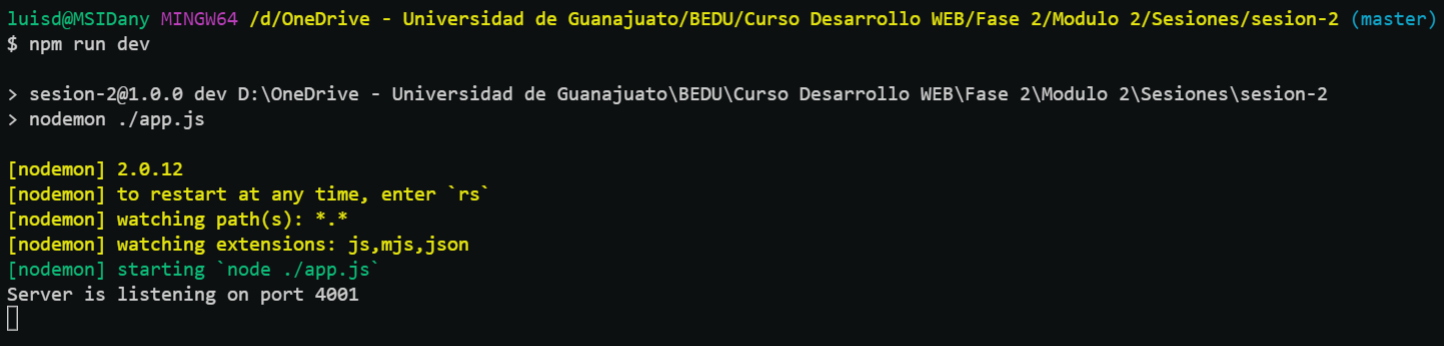 luisd@MSIDany MINGW64 /d/OneDrive - Universidad de Guanajuato/BEDU/Curso Desarrollo WEB/Fase 2/Modulo 2/Sesiones/sesion-2 (master)
$ npm run dev
> sesion-2@1.0.0 dev D:\OneDrive - Universidad de Guanajuato\BEDU\Curso Desarrollo WEB\Fase 2\Modulo 2\Sesiones\sesion-2
> nodemon ./app.js
[nodemon] 2.0.12
[nodemon] to restart at any time, enter `rs`
[nodemon] watching path(s): *.*
[nodemon] watching extensions: js,mjs,json
[nodemon] starting `node ./app.js`
Server is listening on port 4001